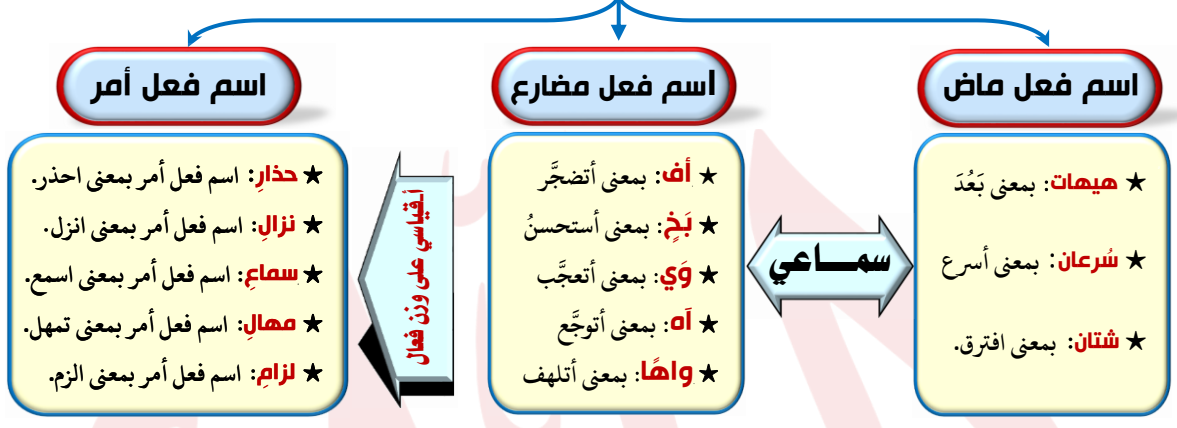 اسم فعل ماض
اسم فعل مضارع
اسم فعل أمر
★ هيهات: بمعنى بَعُدَ
★ سُرعان: بمعنى أسرع
★ شتان: بمعنى افترق.
سمـــاعي
★ أف: بمعنى أتضجَّر
★ بَخٍ: بمعنى أستحسنُ
★ وَي: بمعنى أتعجَّب
★ آه: بمعنى أتوجَّع
★ واهًا: بمعنى أتلهف
لقياسي على وزن فعال
★ حذارِ: اسم فعل أمر بمعنى احذر.
★ نزالِ: اسم فعل أمر بمعنى انزل.
★ سماعِ: اسم فعل أمر بمعنى اسمع.
★ مهالِ: اسم فعل أمر بمعنى تمهل.
★ لزامِ: اسم فعل أمر بمعنى الزم.